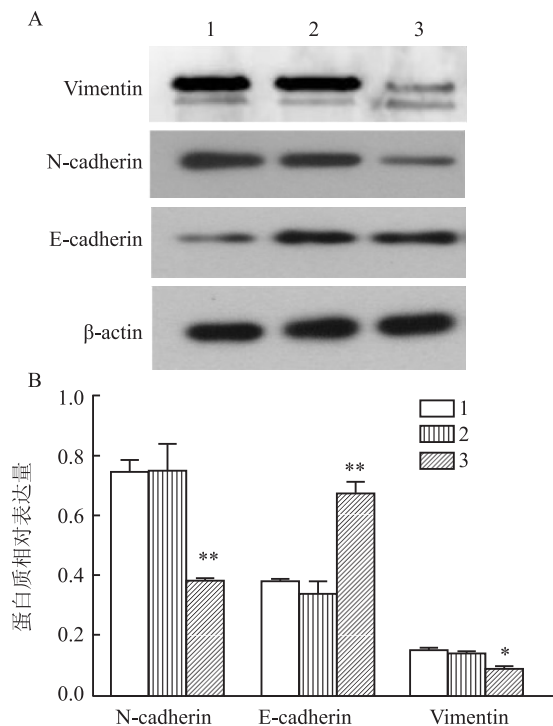 A
1 2 3
Vimentin
N-cadherin
E-cadherin
β-actin
B
蛋白质相对表达量
1.0
0.8
0.6
0.4
0.2
0.0
1
2
3
**
**
*
N-cadherin E-cadherin Vimentin